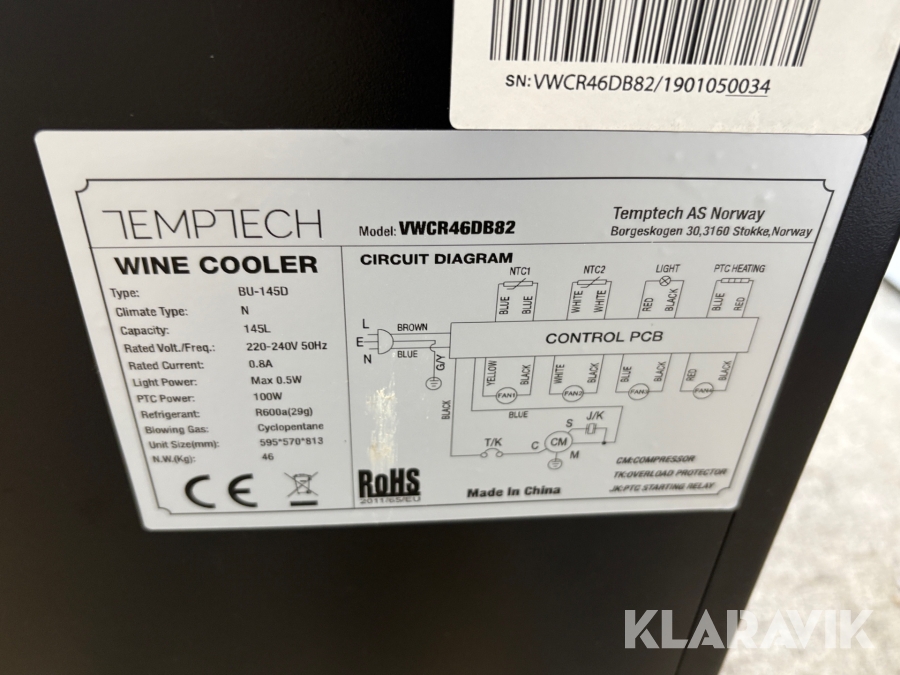 SN:VWCR46DB82/1901050034
TEMPTECH
Model: VWCR46DB82
Temptech AS Norway
Borgeskogen 30,3160 Stokke,Norway
WINE COOLER
Type: BU-145D
Climate Type: N
Capacity: 145L
Rated Volt./Freq.: 220-240V 50Hz
Rated Current: 0.8A
Light Power: Max 0.5W
PTC Power: 100W
Refrigerant: R600a(29g)
Blowing Gas: Cyclopentane
Unit Size(mm): 595*570*813
N.W.(Kg): 46
CE
CIRCUIT DIAGRAM
NTC1
NTC2
LIGHT
PTC HEATING
BLUE
BLUE
WHITE
WHITE
RED
BLACK
BLUE
RED
L
E
N
BROWN
BLUE
G/Y
CONTROL PCB
YELLOW
BLACK
WHITE
BLACK
BLUE
BLACK
RED
BLACK
FAN1
FAN2
FAN3
FAN4
BLACK
BLUE
J/K
S
T/K
C
CM
M
RoHS
2011/65/EU
Made in China
CM:COMPRESSOR
TK:OVERLOAD PROTECTOR
JK:PTC STARTING RELAY
KLARAVIK